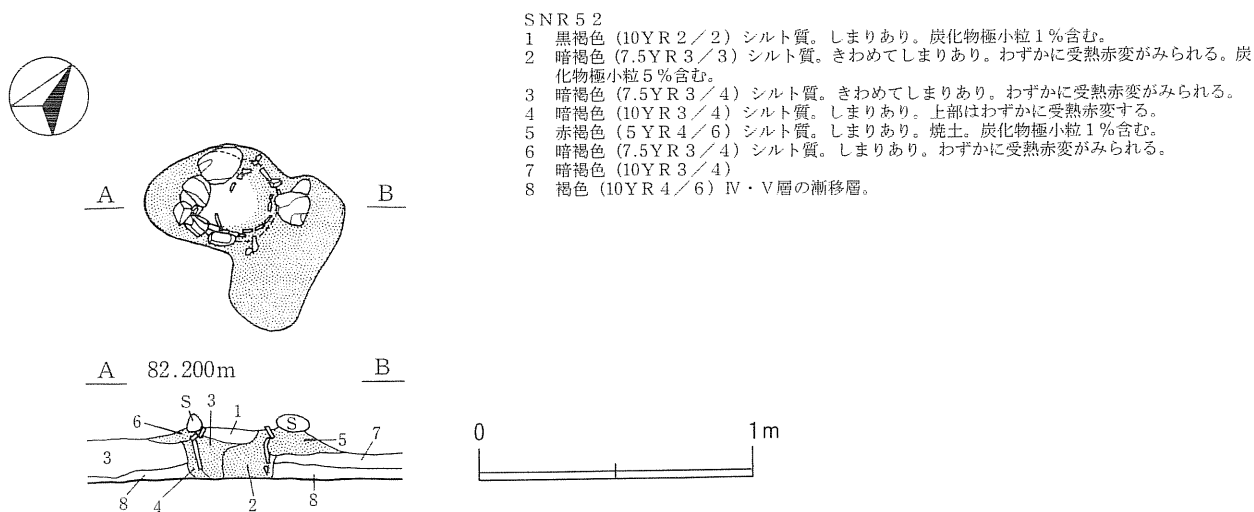 SNR52
1 黒褐色(10YR2/2)シルト質。しまりあり。炭化物極小粒1%含む。
2 暗褐色(7.5YR3/3)シルト質。きわめてしまりあり。わずかに受熱赤変がみられる。炭
化物極小粒5%含む。
3 暗褐色(7.5YR3/4)シルト質。きわめてしまりあり。わずかに受熱赤変がみられる。
4 暗褐色(10YR3/4)シルト質。しまりあり。上部はわずかに受熱赤変する。
5 赤褐色(5YR4/6)シルト質。しまりあり。焼土。炭化物極小粒1%含む。
6 暗褐色(7.5YR3/4)シルト質。しまりあり。わずかに受熱赤変がみられる。
7 暗褐色(10YR3/4)
8 褐色(10YR4/6)Ⅳ・Ⅴ層の漸移層。
A B
A 82.200m B
S 3 1 S
6 5 7
3
8 4 2 8
0 1m